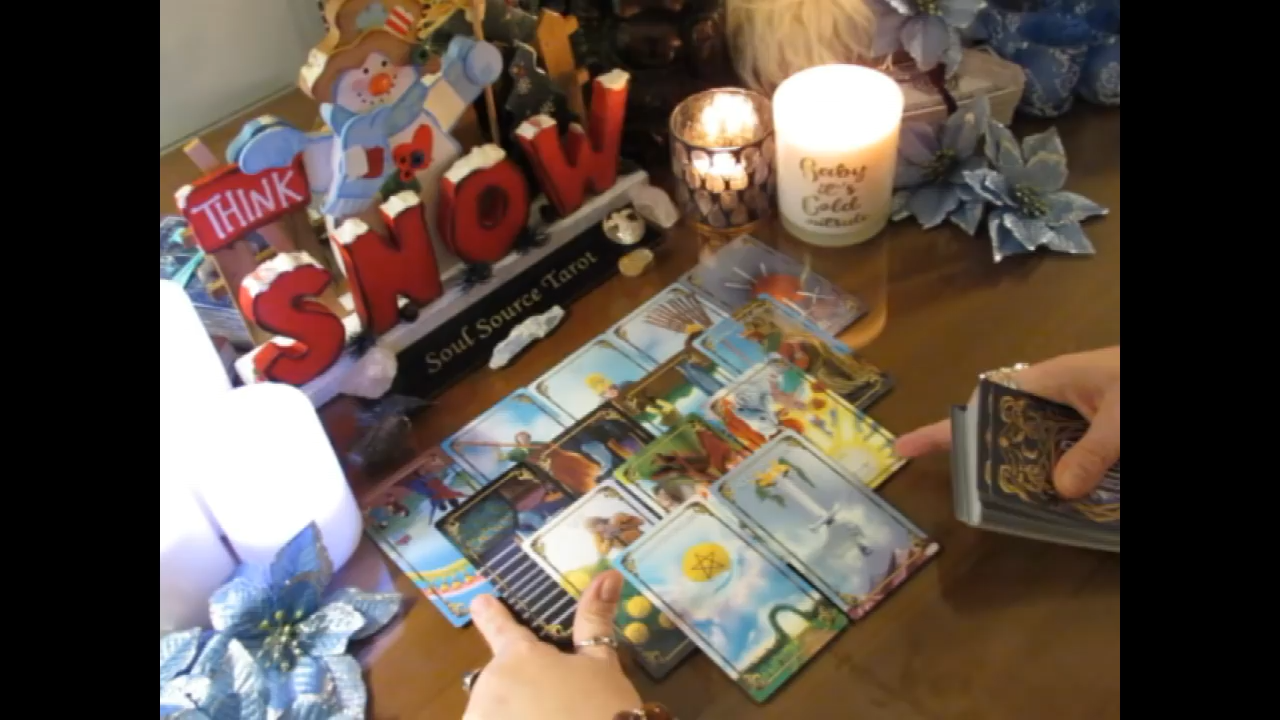 THINK
SNOW
Soul Source Tarot
Baby
it's
Cold
outside